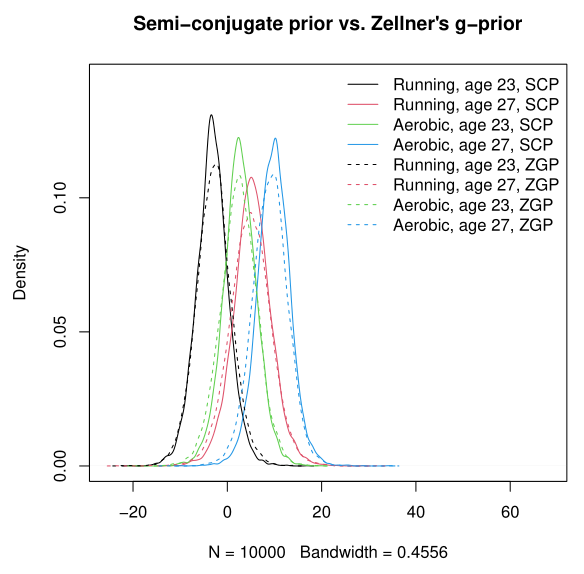 Semi−conjugate prior vs. Zellner's g−prior
Running, age 23, SCP
Running, age 27, SCP
Aerobic, age 23, SCP
Aerobic, age 27, SCP
Running, age 23, ZGP
Running, age 27, ZGP
Aerobic, age 23, ZGP
Aerobic, age 27, ZGP
Density
0.10
0.05
0.00
−20 0 20 40 60
N = 10000 Bandwidth = 0.4556